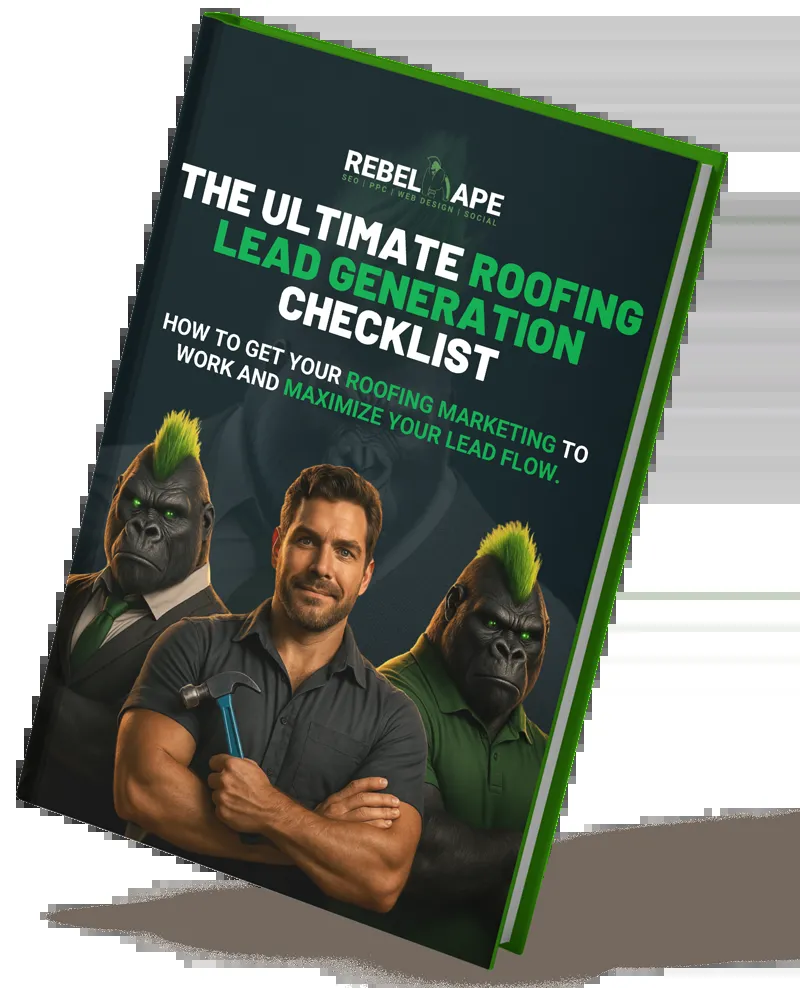 REBEL APE
SEO | PPC | WEB DESIGN | SOCIAL
THE ULTIMATE ROOFING
LEAD GENERATION
CHECKLIST
HOW TO GET YOUR ROOFING MARKETING TO
WORK AND MAXIMIZE YOUR LEAD FLOW.